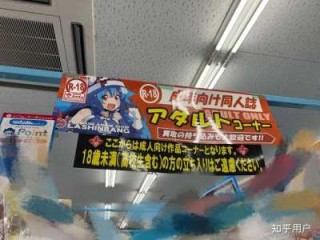 R-18
R-18
成年向け同人誌
ADULT ONLY
アダルトコーナー
LASHINBANG
買取の持ち込みも大歓迎です!!
ここからは成人向け作品コーナーとなります。
18歳未満(高校生含む)の方の立ち入りはご遠慮ください。
Point
知乎用户